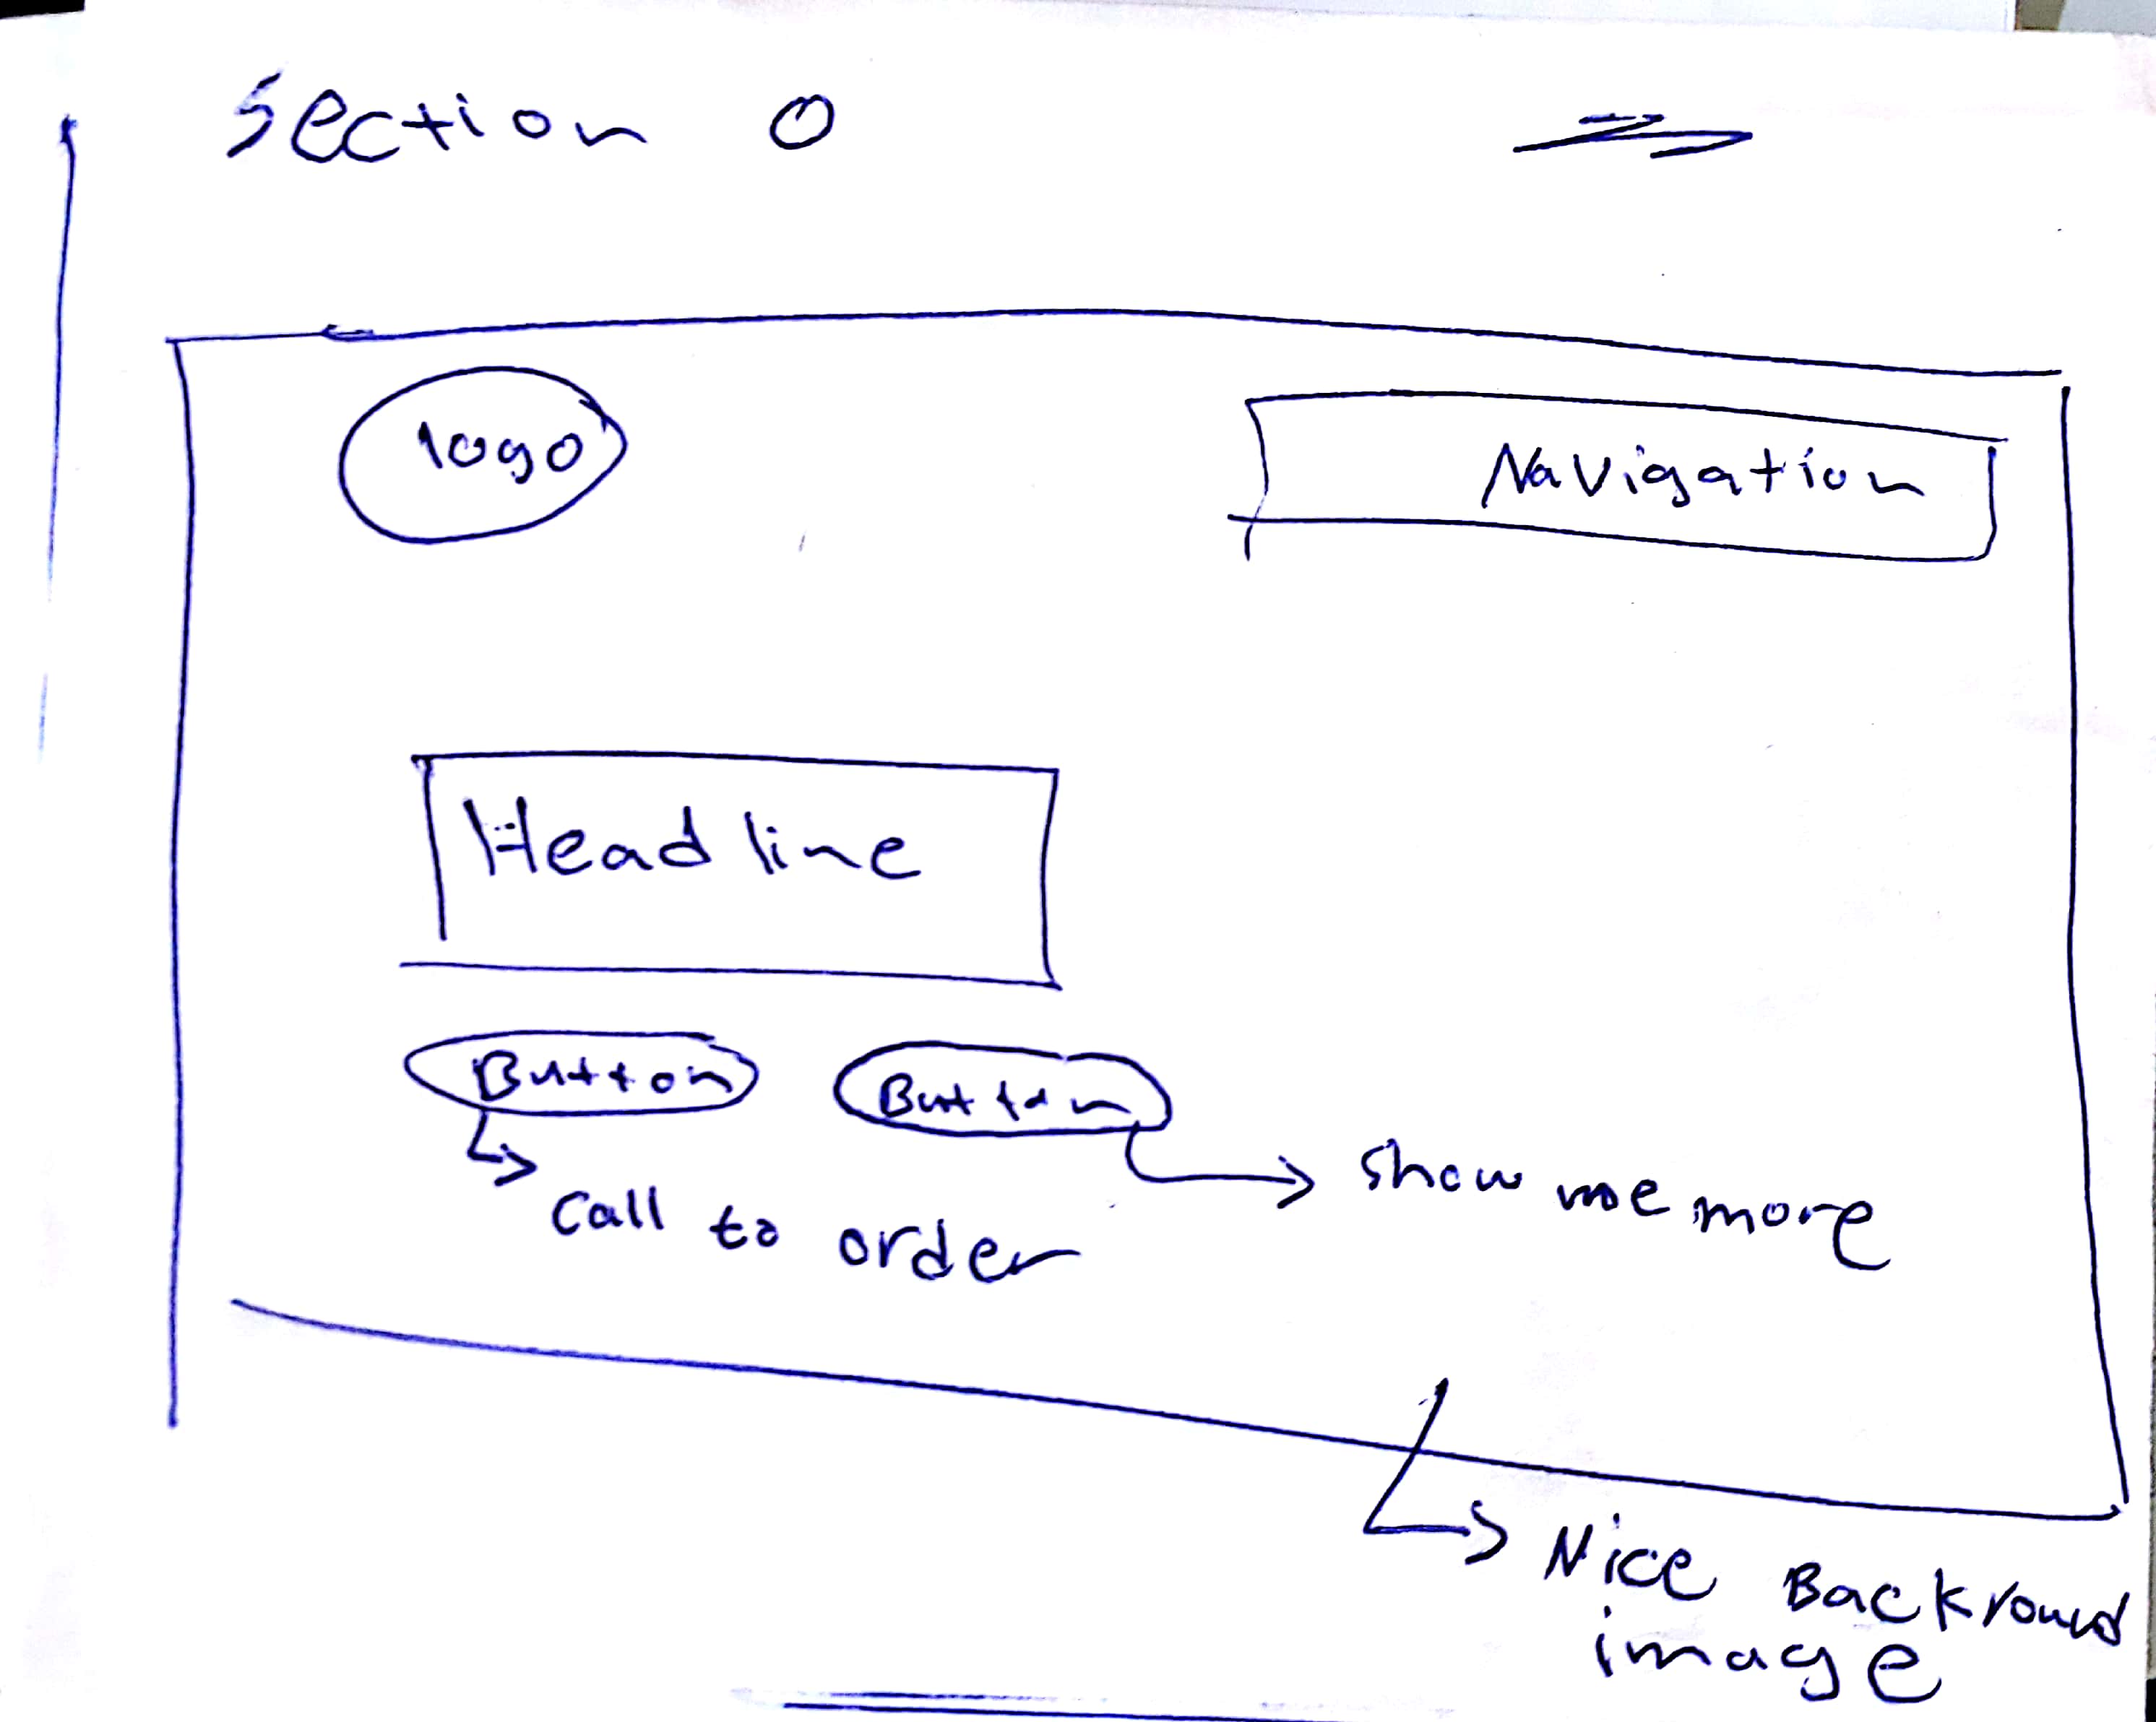 Section 0
logo
Navigation
Headline
Button Button
Call to order
show me more
Nice Backround
image